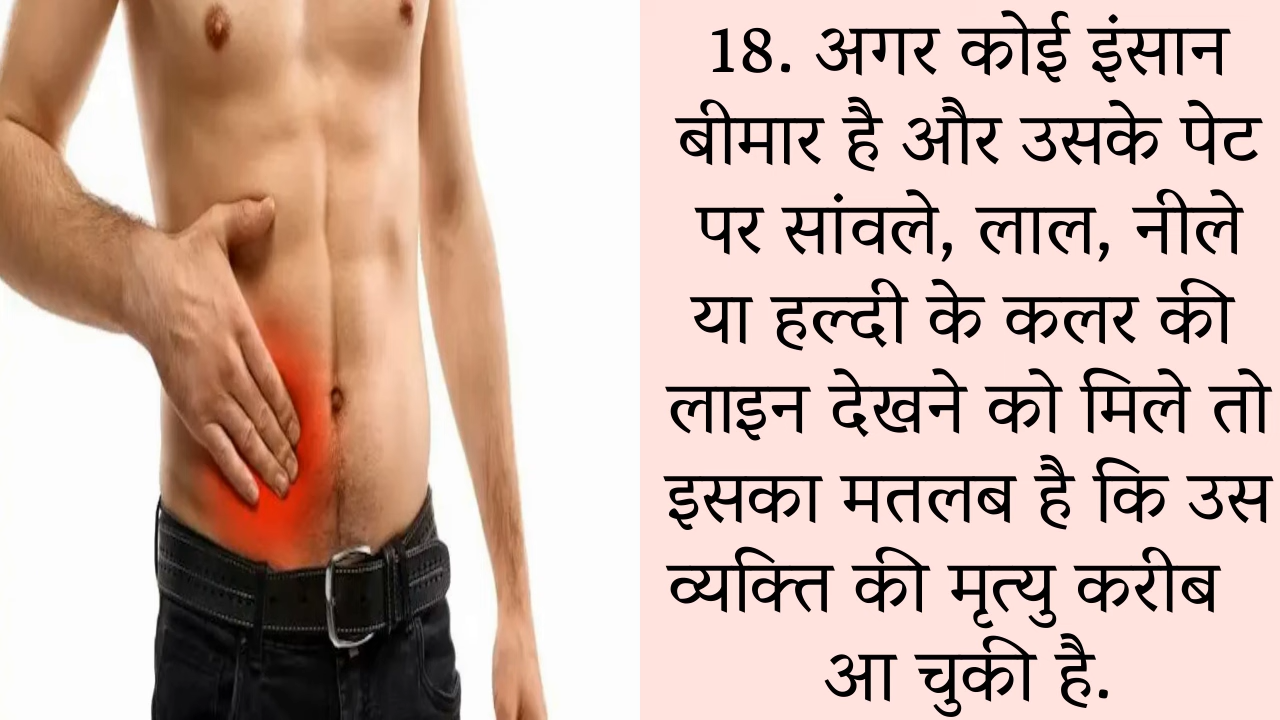 18. अगर कोई इंसान
बीमार है और उसके पेट
पर सांवले, लाल, नीले
या हल्दी के कलर की
लाइन देखने को मिले तो
इसका मतलब है कि उस
व्यक्ति की मृत्यु करीब
आ चुकी है.